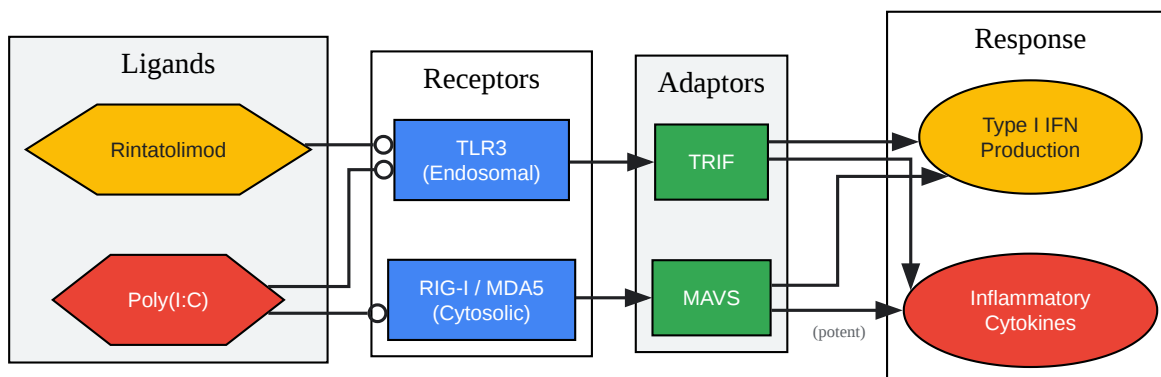 Ligands
Rintatolimod
Poly(I:C)
Receptors
TLR3
(Endosomal)
RIG-I / MDA5
(Cytosolic)
Adaptors
TRIF
MAVS
(potent)
Response
Type I IFN
Production
Inflammatory
Cytokines